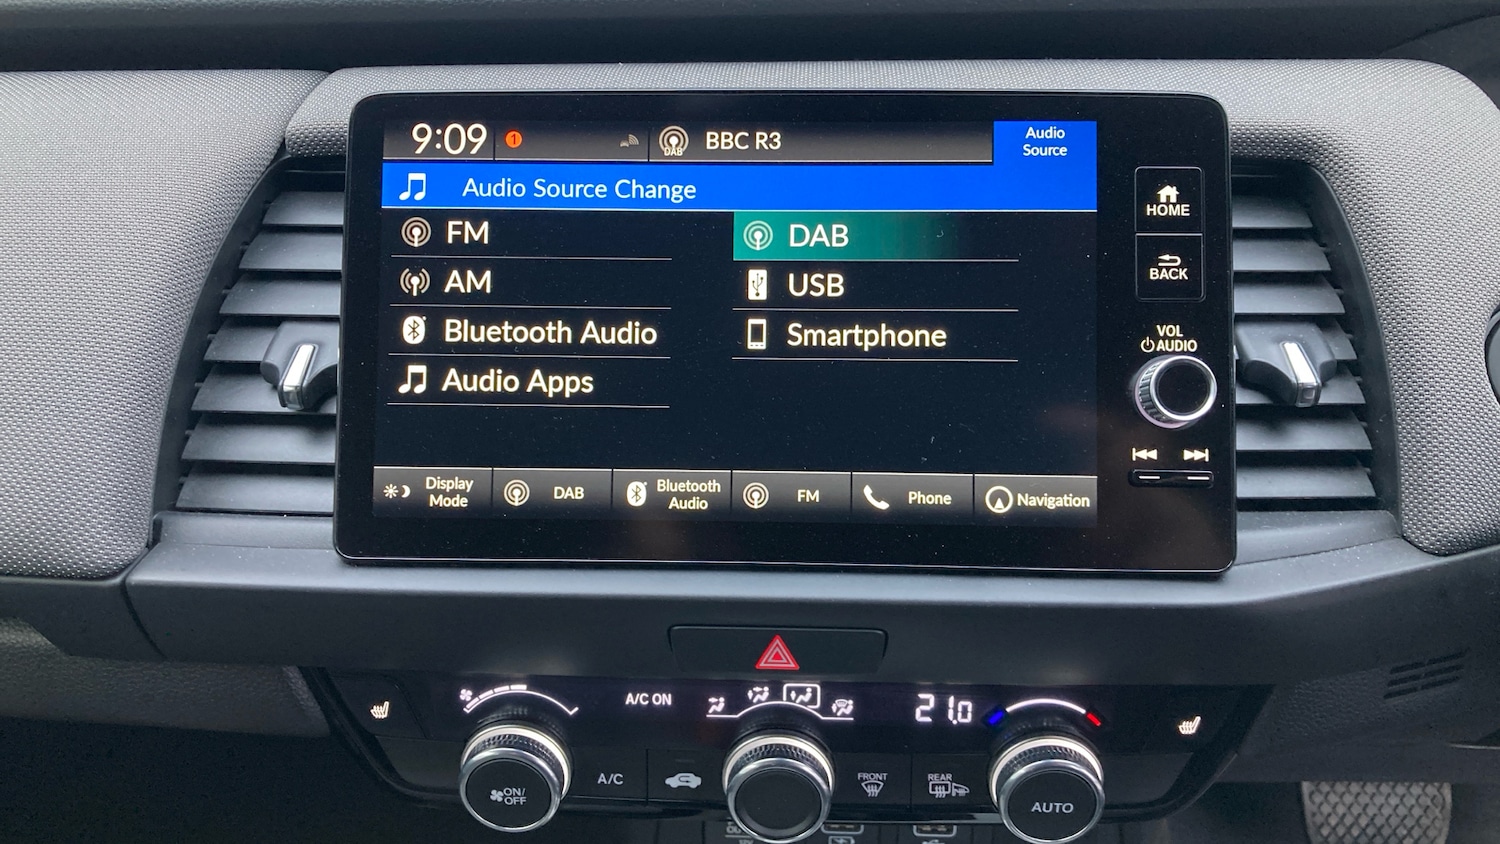 9:09
1
DAB
BBC R3
Audio
Source
Audio Source Change
FM
DAB
AM
USB
Bluetooth Audio
Smartphone
Audio Apps
HOME
BACK
VOL
AUDIO
Display
Mode
DAB
Bluetooth
Audio
FM
Phone
Navigation
A/C ON
21.0
ON/
OFF
A/C
FRONT
REAR
AUTO